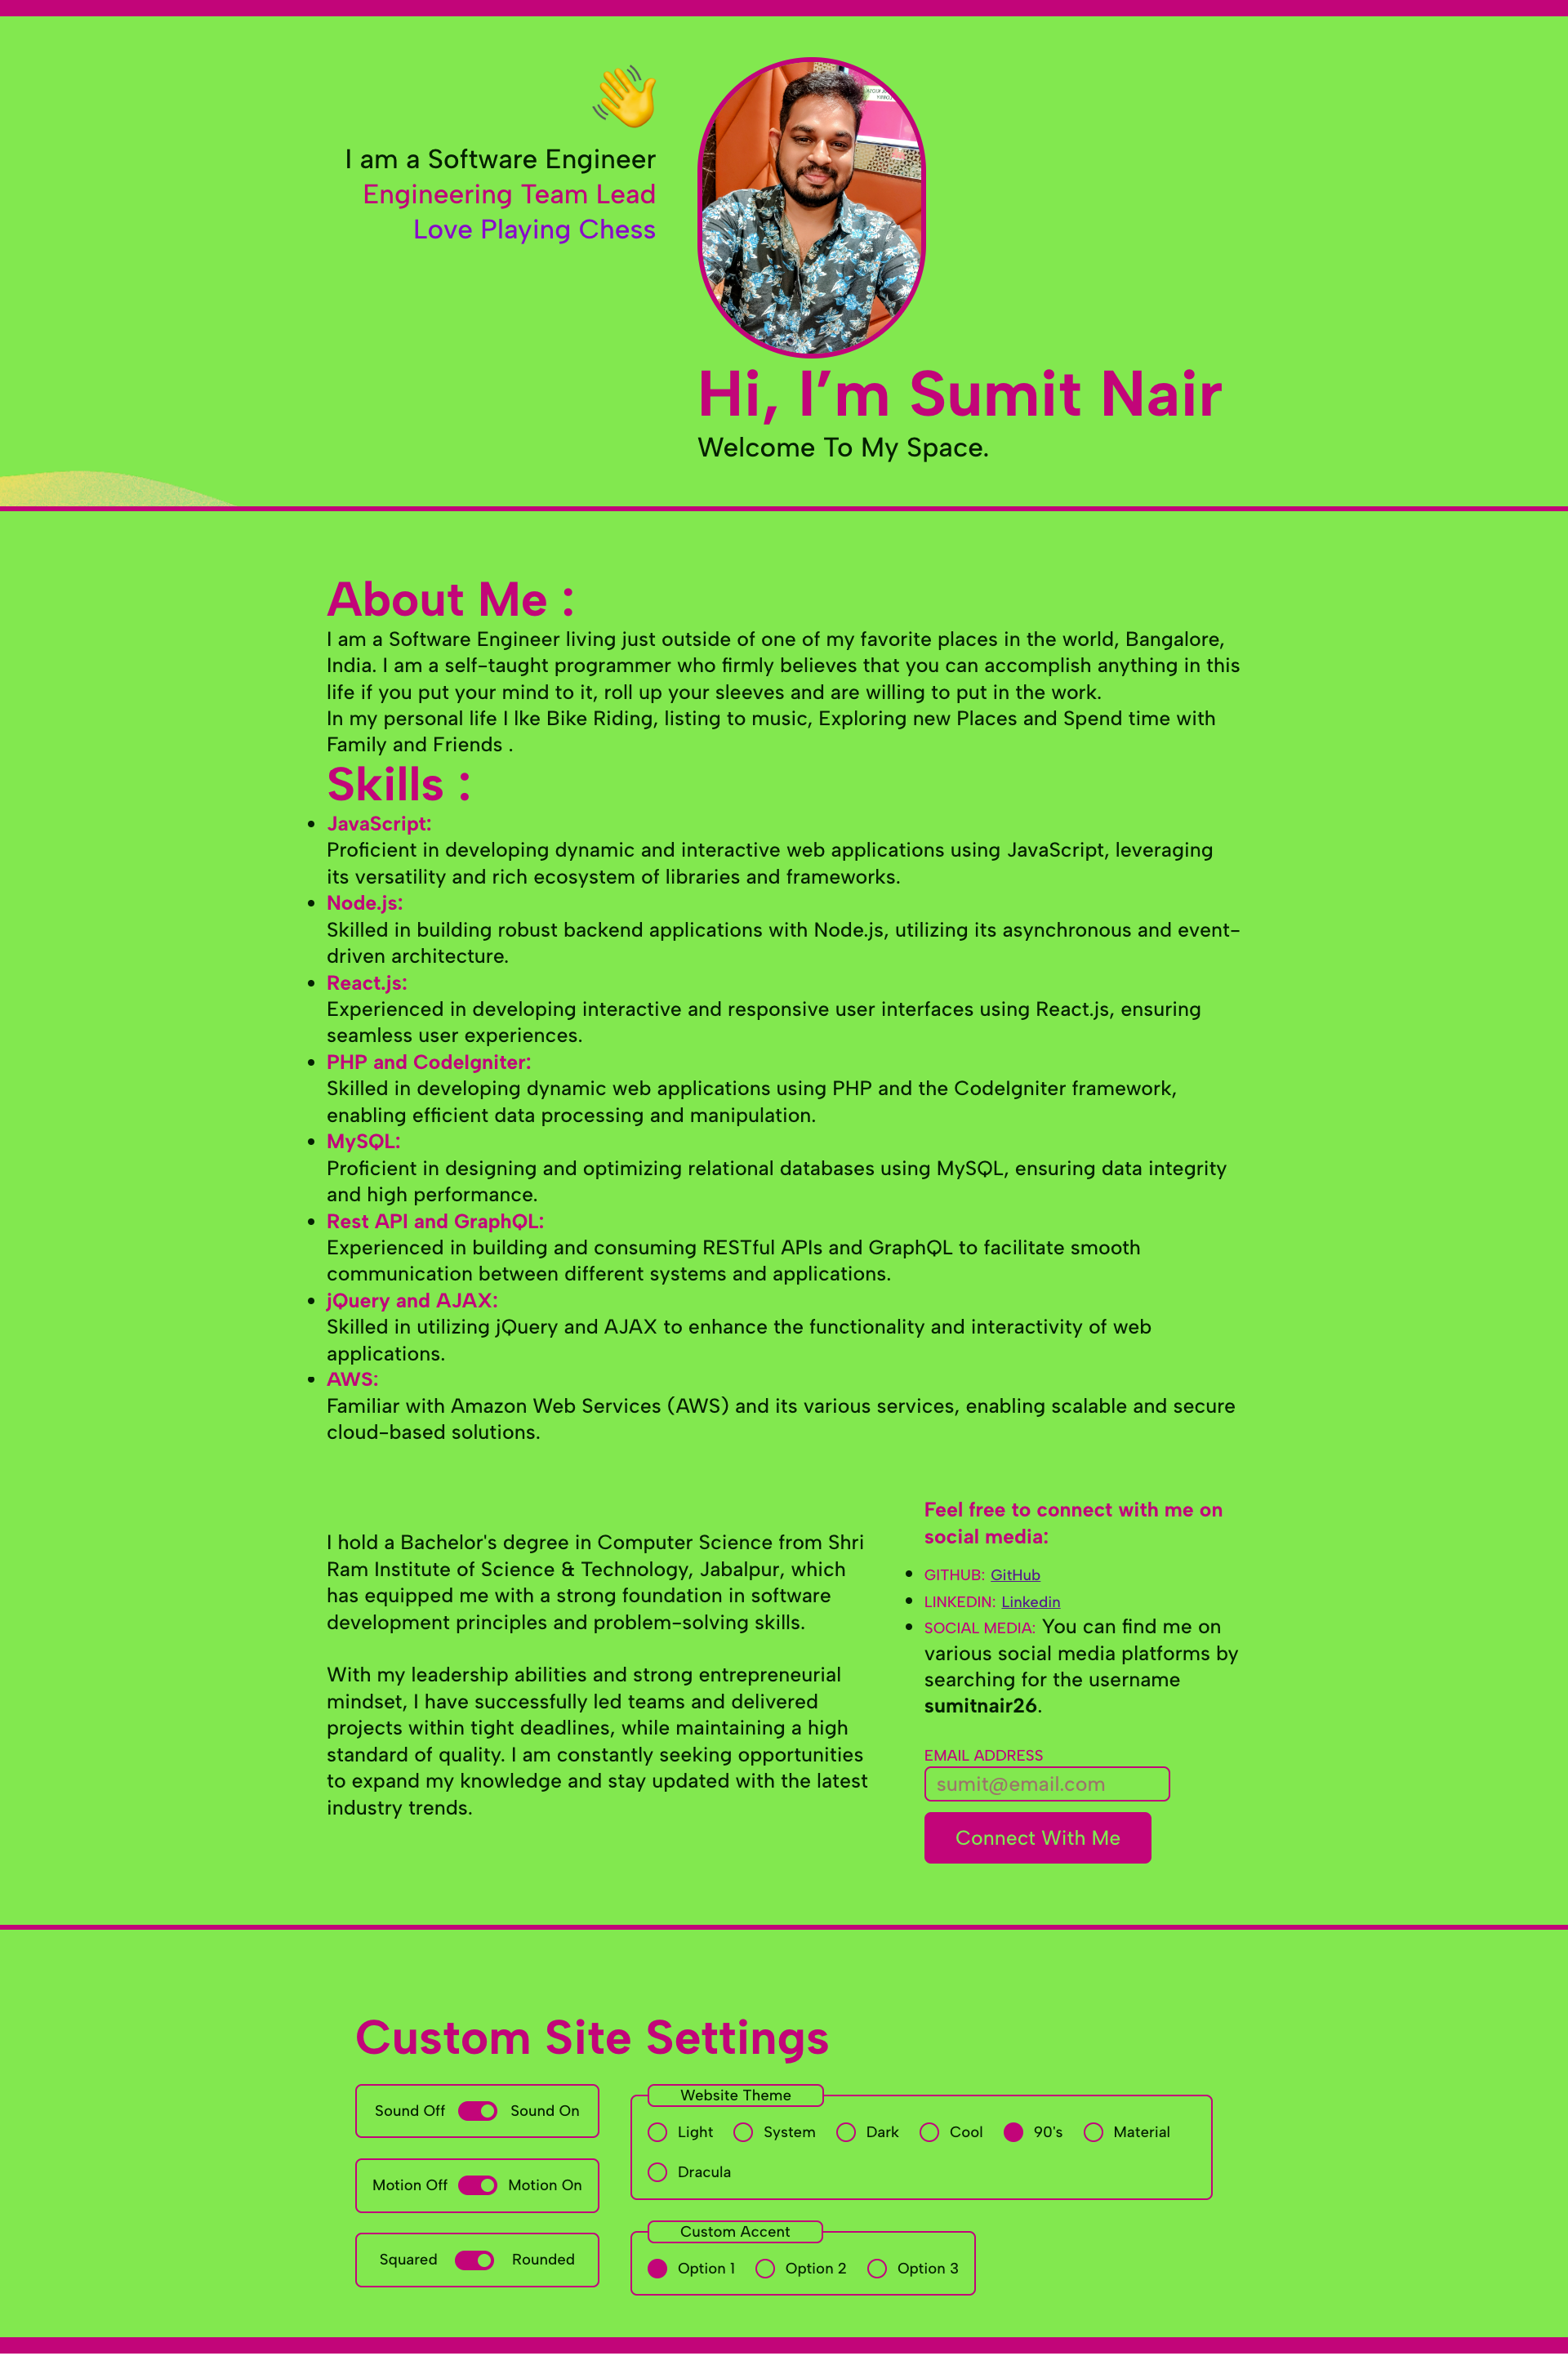 I am a Software Engineer
Engineering Team Lead
Love Playing Chess
Hi, I’m Sumit Nair
Welcome To My Space.
About Me :
I am a Software Engineer living just outside of one of my favorite places in the world, Bangalore,
India. I am a self-taught programmer who firmly believes that you can accomplish anything in this
life if you put your mind to it, roll up your sleeves and are willing to put in the work.
In my personal life I lke Bike Riding, listing to music, Exploring new Places and Spend time with
Family and Friends .
Skills :
JavaScript:
Proficient in developing dynamic and interactive web applications using JavaScript, leveraging
its versatility and rich ecosystem of libraries and frameworks.
Node.js:
Skilled in building robust backend applications with Node.js, utilizing its asynchronous and event-
driven architecture.
React.js:
Experienced in developing interactive and responsive user interfaces using React.js, ensuring
seamless user experiences.
PHP and CodeIgniter:
Skilled in developing dynamic web applications using PHP and the CodeIgniter framework,
enabling efficient data processing and manipulation.
MySQL:
Proficient in designing and optimizing relational databases using MySQL, ensuring data integrity
and high performance.
Rest API and GraphQL:
Experienced in building and consuming RESTful APIs and GraphQL to facilitate smooth
communication between different systems and applications.
jQuery and AJAX:
Skilled in utilizing jQuery and AJAX to enhance the functionality and interactivity of web
applications.
AWS:
Familiar with Amazon Web Services (AWS) and its various services, enabling scalable and secure
cloud-based solutions.
I hold a Bachelor's degree in Computer Science from Shri
Ram Institute of Science & Technology, Jabalpur, which
has equipped me with a strong foundation in software
development principles and problem-solving skills.
With my leadership abilities and strong entrepreneurial
mindset, I have successfully led teams and delivered
projects within tight deadlines, while maintaining a high
standard of quality. I am constantly seeking opportunities
to expand my knowledge and stay updated with the latest
industry trends.
Feel free to connect with me on
social media:
GITHUB: GitHub
LINKEDIN: Linkedin
SOCIAL MEDIA: You can find me on
various social media platforms by
searching for the username
sumitnair26.
EMAIL ADDRESS
sumit@email.com
Connect With Me
Custom Site Settings
Sound Off Sound On
Motion Off Motion On
Squared Rounded
Website Theme
Light System Dark Cool 90's Material
Dracula
Custom Accent
Option 1 Option 2 Option 3